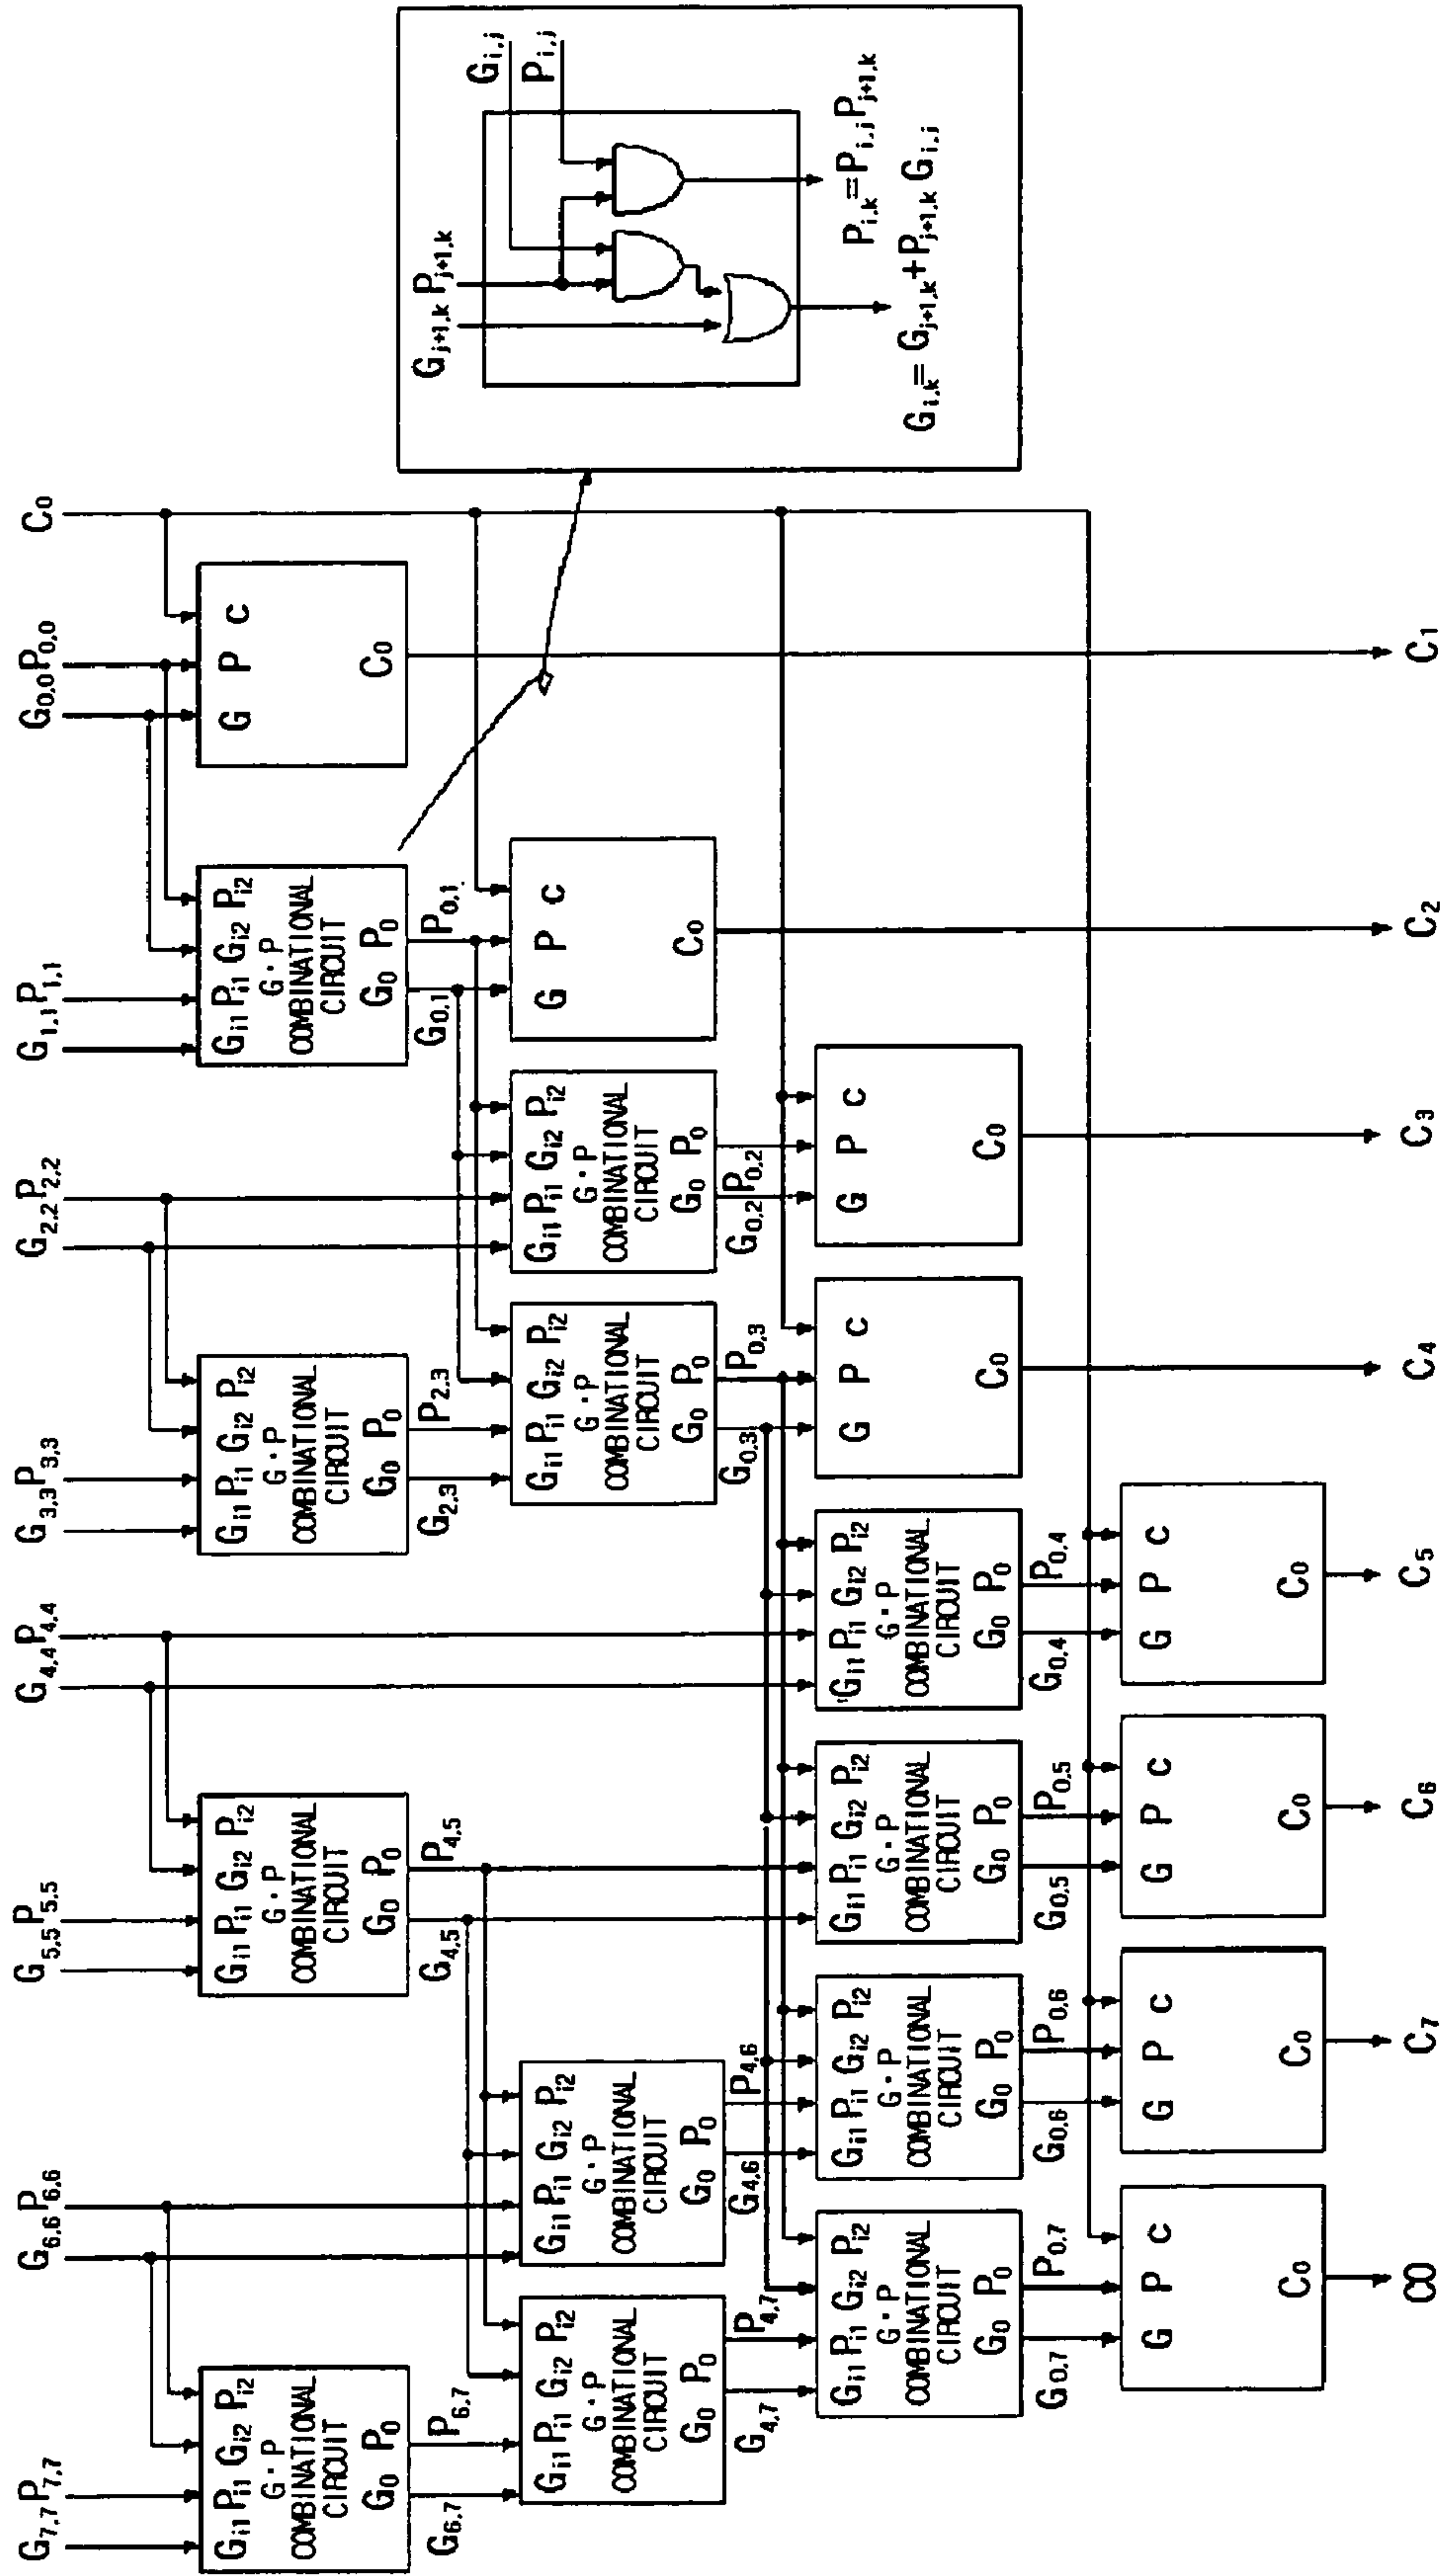 G7,7 P7,7
G6,6 P6,6
G5,5 P5,5
G4,4 P4,4
G3,3 P3,3
G2,2 P2,2
G1,1 P1,1
G0,0 P0,0
C0
Gi1 Pi1 Gi2 Pi2
G·P
COMBINATIONAL
CIRCUIT
G0 P0
Gi1 Pi1 Gi2 Pi2
G·P
COMBINATIONAL
CIRCUIT
G0 P0
Gi1 Pi1 Gi2 Pi2
G·P
COMBINATIONAL
CIRCUIT
G0 P0
Gi1 Pi1 Gi2 Pi2
G·P
COMBINATIONAL
CIRCUIT
G0 P0
G P C
C0
G6,7
P6,7
G4,5
P4,5
G2,3
P2,3
G0,1
P0,1
Gi1 Pi1 Gi2 Pi2
G·P
COMBINATIONAL
CIRCUIT
G0 P0
Gi1 Pi1 Gi2 Pi2
G·P
COMBINATIONAL
CIRCUIT
G0 P0
Gi1 Pi1 Gi2 Pi2
G·P
COMBINATIONAL
CIRCUIT
G0 P0
Gi1 Pi1 Gi2 Pi2
G·P
COMBINATIONAL
CIRCUIT
G0 P0
G P C
C0
G4,7
P4,7
G4,6
P4,6
G0,3
P0,3
G0,2 P0,2
Gi1 Pi1 Gi2 Pi2
G·P
COMBINATIONAL
CIRCUIT
G0 P0
Gi1 Pi1 Gi2 Pi2
G·P
COMBINATIONAL
CIRCUIT
G0 P0
Gi1 Pi1 Gi2 Pi2
G·P
COMBINATIONAL
CIRCUIT
G0 P0
Gi1 Pi1 Gi2 Pi2
G·P
COMBINATIONAL
CIRCUIT
G0 P0
G P C
C0
G P C
C0
G0,7
P0,7
G0,6
P0,6
G0,5
P0,5
G0,4
P0,4
G P C
C0
G P C
C0
G P C
C0
G P C
C0
C8
C7
C6
C5
C4
C3
C2
C1
Gj+1,k Pj+1,k
Gi,j
Pi,j
Pi,k=Pi,jPj+1,k
Gi,k=Gj+1,k+Pj+1,k Gi,j